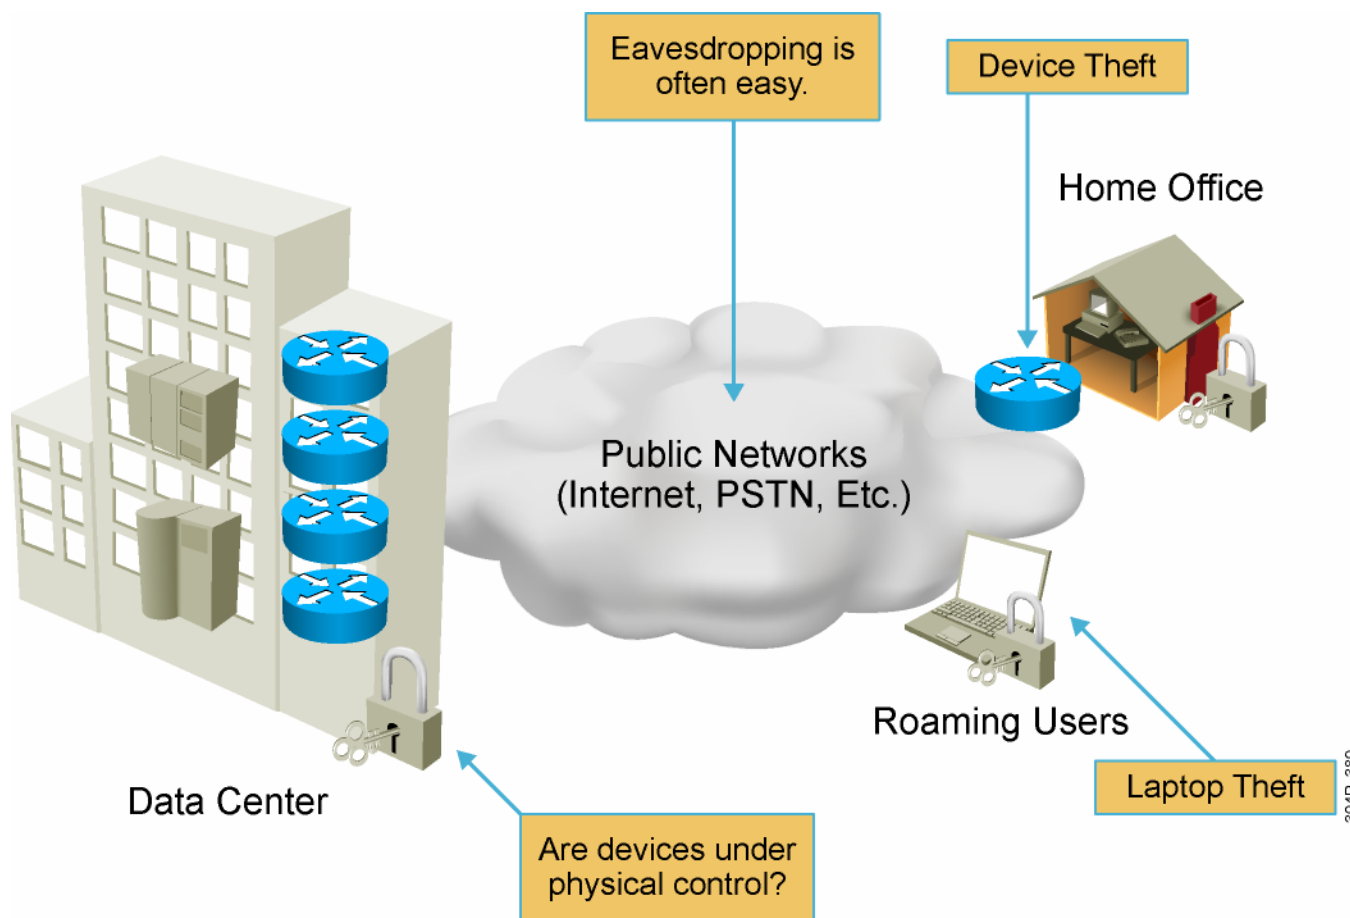 Eavesdropping is
often easy.
Device Theft
Home Office
Public Networks
(Internet, PSTN, Etc.)
Roaming Users
Laptop Theft
Data Center
Are devices under
physical control?